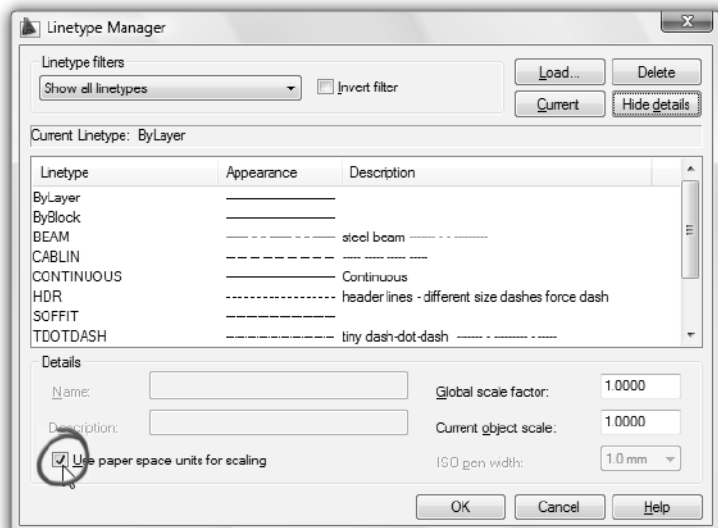 Linetype Manager
X
Linetype filters
Show all linetypes
Invert filter
Load...
Delete
Current
Hide details
Current Linetype: ByLayer
Linetype Appearance Description
ByLayer
ByBlock
BEAM steel beam
CABLIN
CONTINUOUS Continuous
HDR header lines - different size dashes force dash
SOFFIT
TDOTDASH tiny dash-dot-dash
Details
Name:
Global scale factor: 1.0000
Description:
Current object scale: 1.0000
Use paper space units for scaling
ISO pen width: 1.0 mm
OK
Cancel
Help